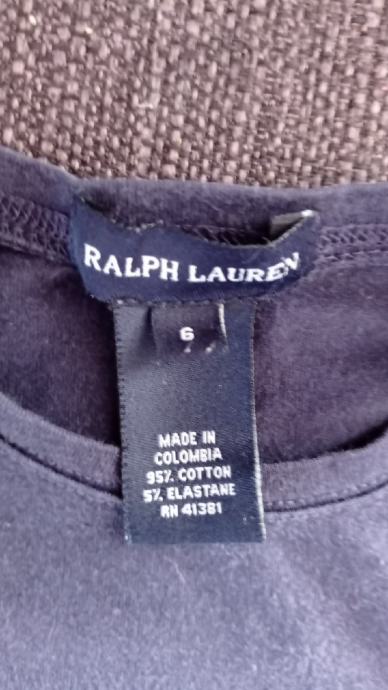 RALPH LAUREN
6
MADE IN
COLOMBIA
95% COTTON
5% ELASTANE
RN 41381